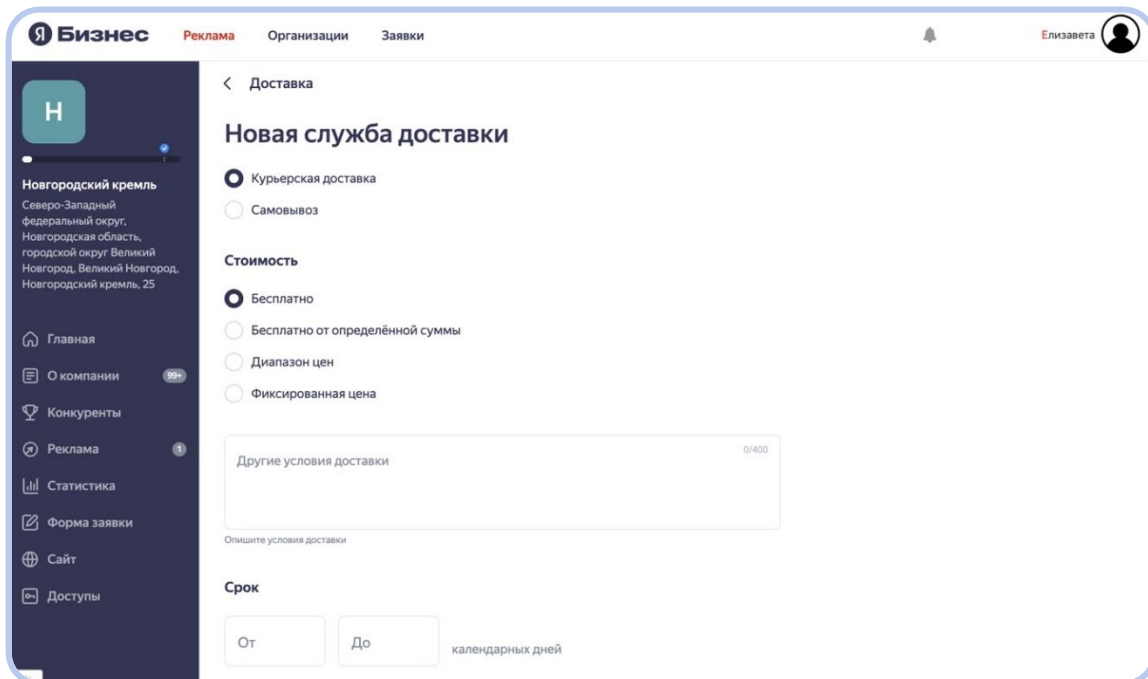 Я Бизнес
Реклама
Организации
Заявки
Елизавета
Н
Новгородский кремль
Северо-Западный
федеральный округ,
Новгородская область,
городской округ Великий
Новгород, Великий Новгород,
Новгородский кремль, 25
Главная
О компании 99+
Конкуренты
Реклама 1
Статистика
Форма заявки
Сайт
Доступы
Доставка
Новая служба доставки
Курьерская доставка
Самовывоз
Стоимость
Бесплатно
Бесплатно от определённой суммы
Диапазон цен
Фиксированная цена
Другие условия доставки 0/400
Опишите условия доставки
Срок
От До календарных дней